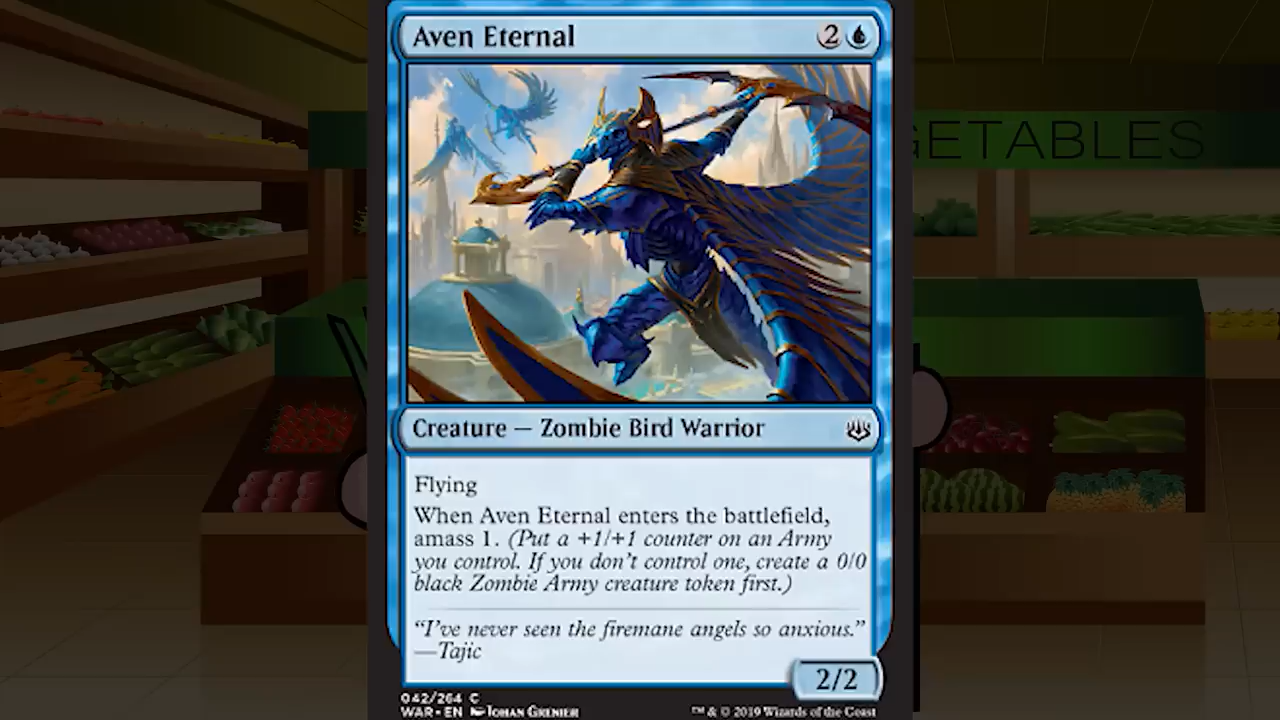 Aven Eternal 2
GETABLES
Creature — Zombie Bird Warrior
Flying
When Aven Eternal enters the battlefield,
amass 1. (Put a +1/+1 counter on an Army
you control. If you don't control one, create a 0/0
black Zombie Army creature token first.)
"I've never seen the firemane angels so anxious."
—Tajic
2/2
042/264 C
WAR • EN Johan Grenier
™ & © 2019 Wizards of the Coast